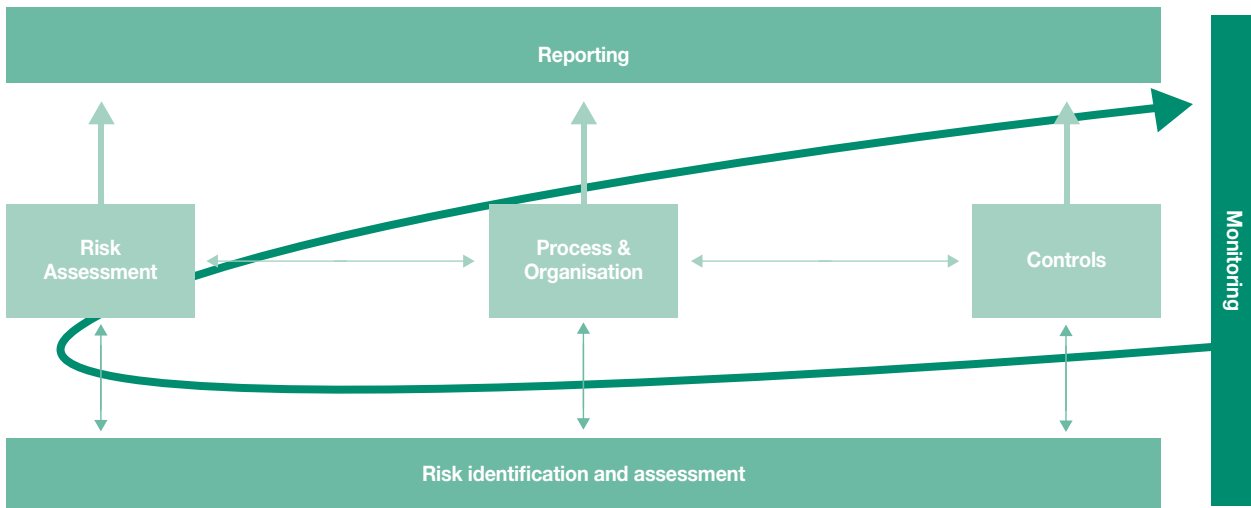 Reporting
Risk
Assessment
Process &
Organisation
Controls
Monitoring
Risk identification and assessment